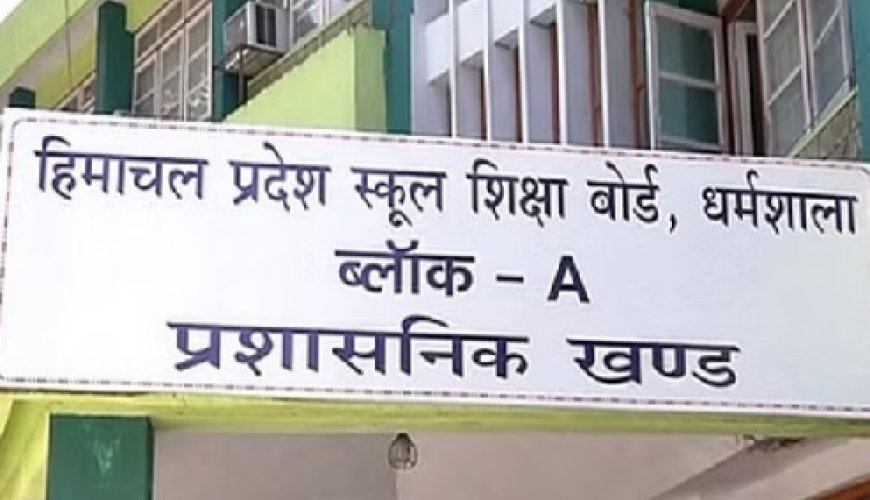 हिमाचल प्रदेश स्कूल शिक्षा बोर्ड, धर्मशाला
ब्लॉक – A
प्रशासनिक खण्ड